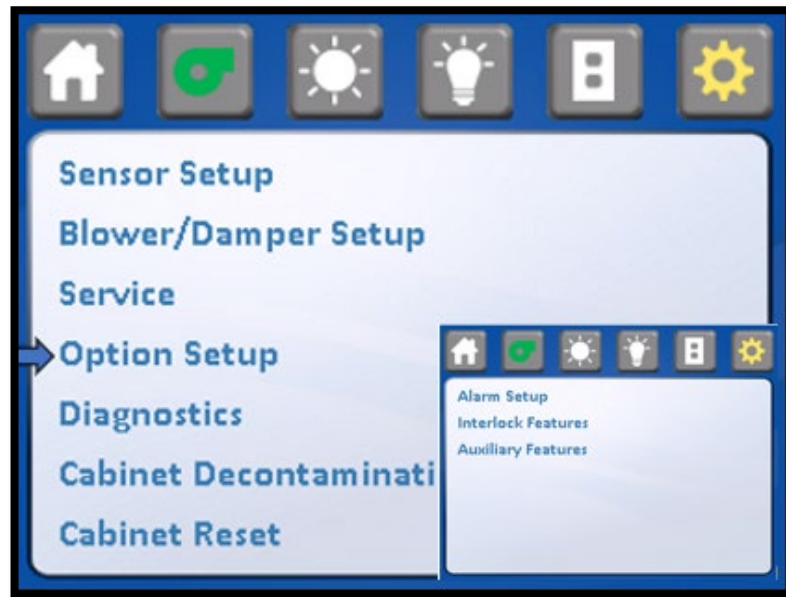 Sensor Setup
Blower/Damper Setup
Service
Option Setup
Diagnostics
Cabinet Decontaminati
Cabinet Reset
Alarm Setup
Interlock Features
Auxiliary Features